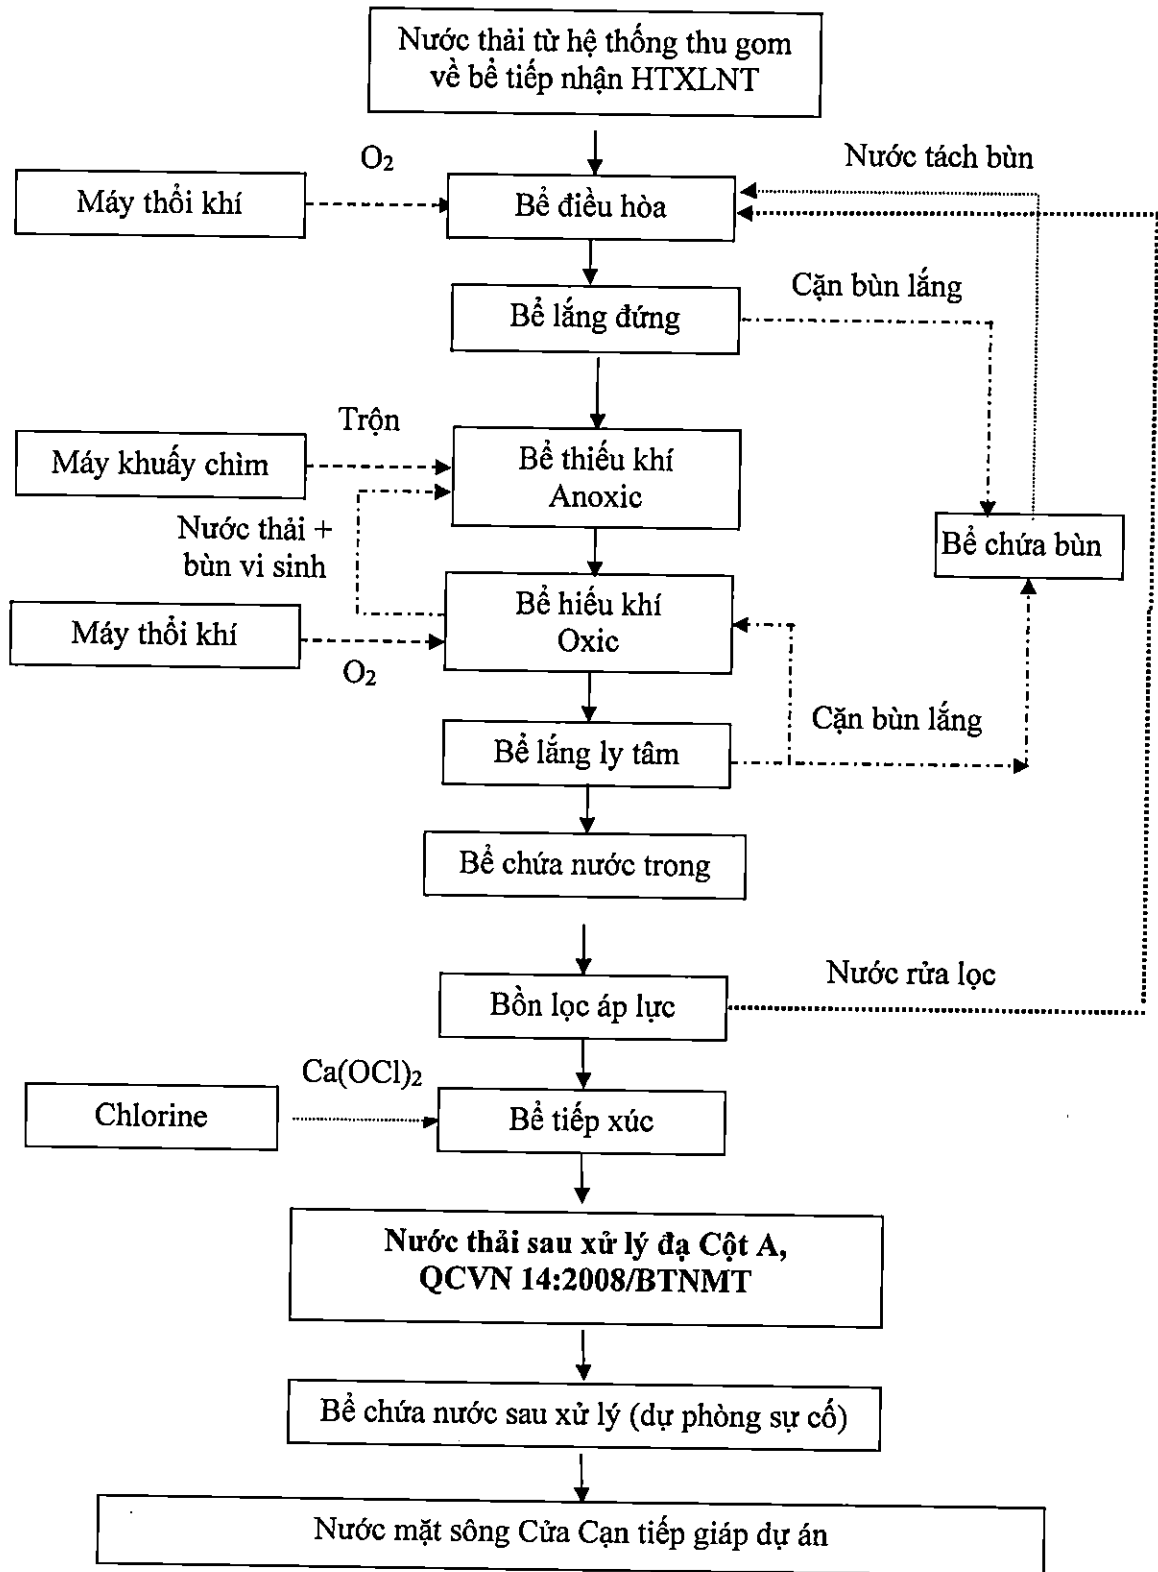 Nước thải từ hệ thống thu gom
về bể tiếp nhận HTXLNT
O₂
Nước tách bùn
Máy thổi khí
Bể điều hòa
Cặn bùn lắng
Bể lắng đứng
Trộn
Máy khuấy chìm
Bể thiếu khí
Anoxic
Nước thải +
bùn vi sinh
Bể chứa bùn
Bể hiếu khí
Oxic
Máy thổi khí
O₂
Cặn bùn lắng
Bể lắng ly tâm
Bể chứa nước trong
Nước rửa lọc
Bồn lọc áp lực
Ca(OCl)₂
Chlorine
Bể tiếp xúc
Nước thải sau xử lý đạ Cột A,
QCVN 14:2008/BTNMT
Bể chứa nước sau xử lý (dự phòng sự cố)
Nước mặt sông Cửa Cạn tiếp giáp dự án